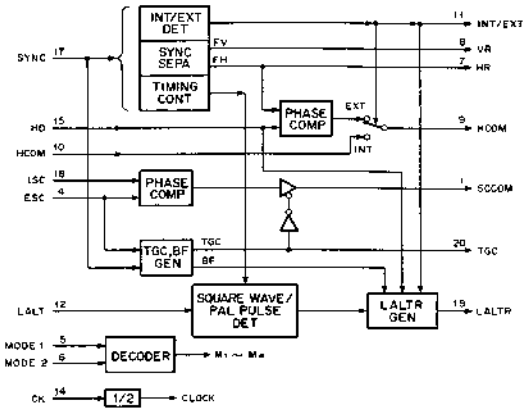 INT/EXT DET
11 INT/EXT
SYNC 17
SYNC SEPA
FV
8 VR
FH
7 HR
TIMING CONT
PHASE COMP
EXT
INT
9 HCOM
HD 15
HCOM 10
ISC 18
ESC 4
PHASE COMP
1 SCCOM
TGC, BF GEN
TGC
20 TGC
BF
LALT 12
SQUARE WAVE/ PAL PULSE DET
LALTR GEN
19 LALTR
MODE 1 5
MODE 2 6
DECODER
CK 14
1/2
CLOCK